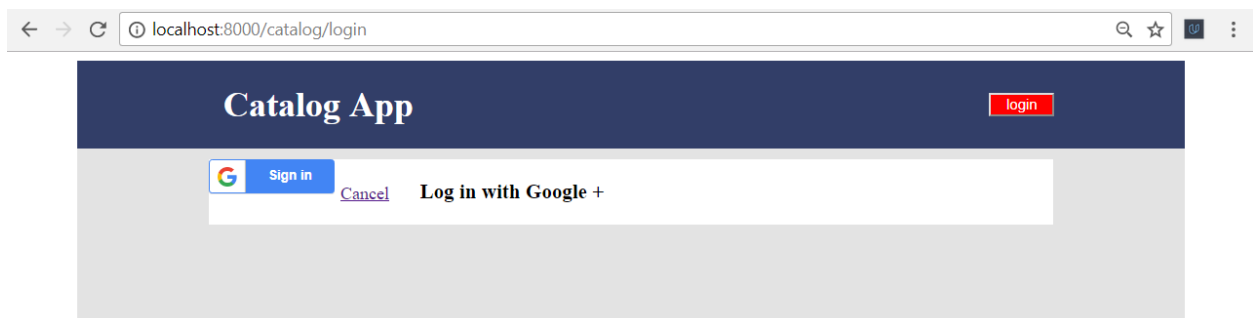 localhost:8000/catalog/login
Catalog App
login
Sign in
Cancel
Log in with Google +